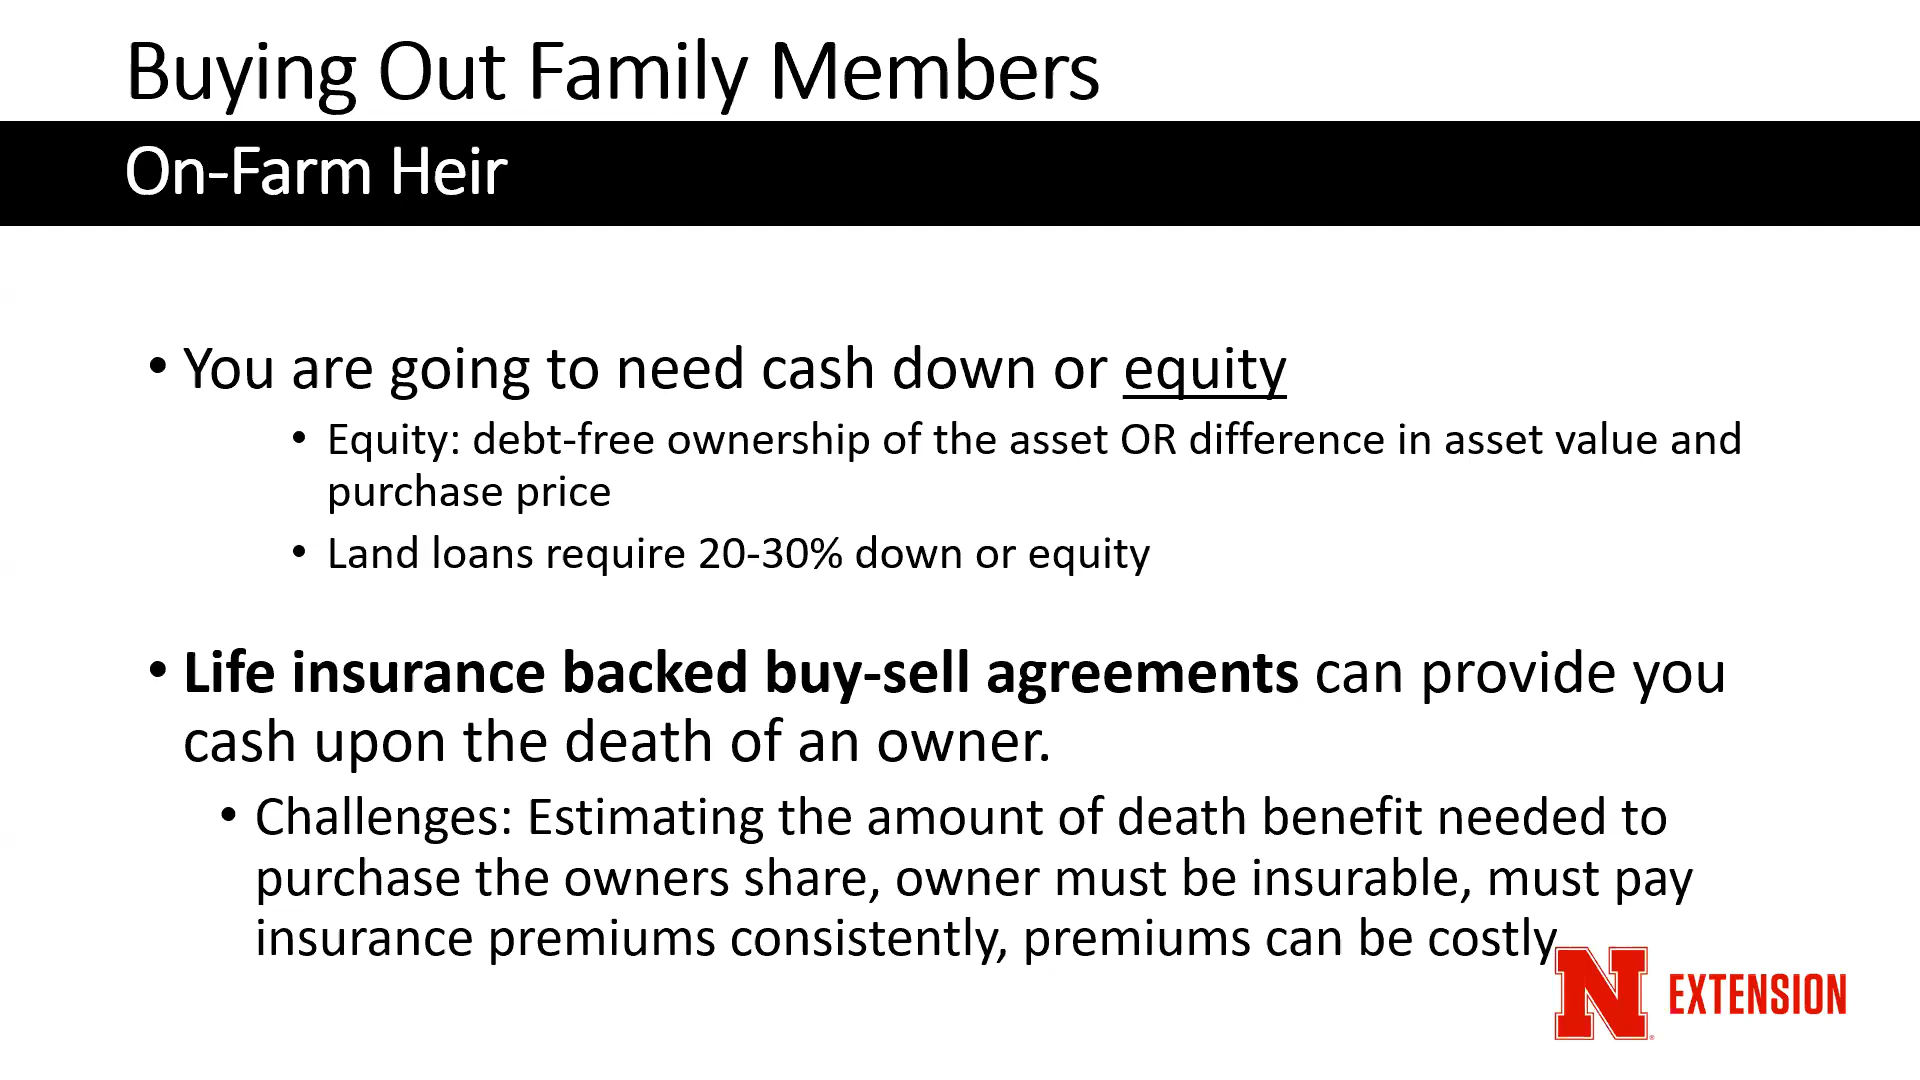 Buying Out Family Members
On-Farm Heir
• You are going to need cash down or equity
• Equity: debt-free ownership of the asset OR difference in asset value and
purchase price
• Land loans require 20-30% down or equity
• Life insurance backed buy-sell agreements can provide you
cash upon the death of an owner.
• Challenges: Estimating the amount of death benefit needed to
purchase the owners share, owner must be insurable, must pay
insurance premiums consistently, premiums can be costly
N EXTENSION